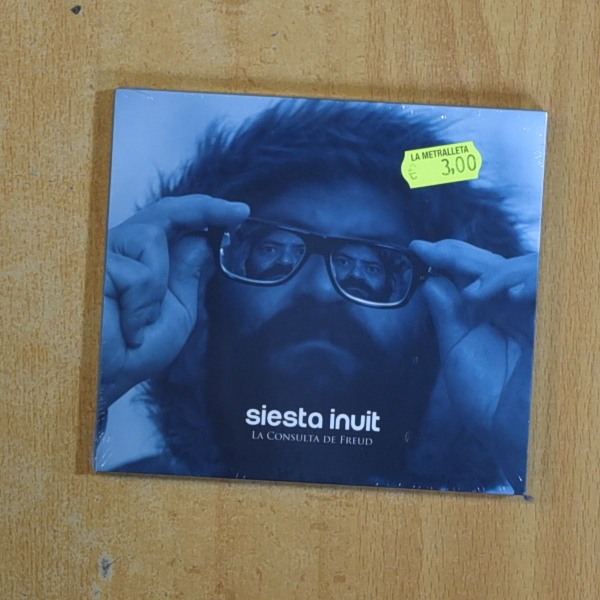 LA METRALLETA
€ 3,00
siesta inuit
La Consulta de Freud